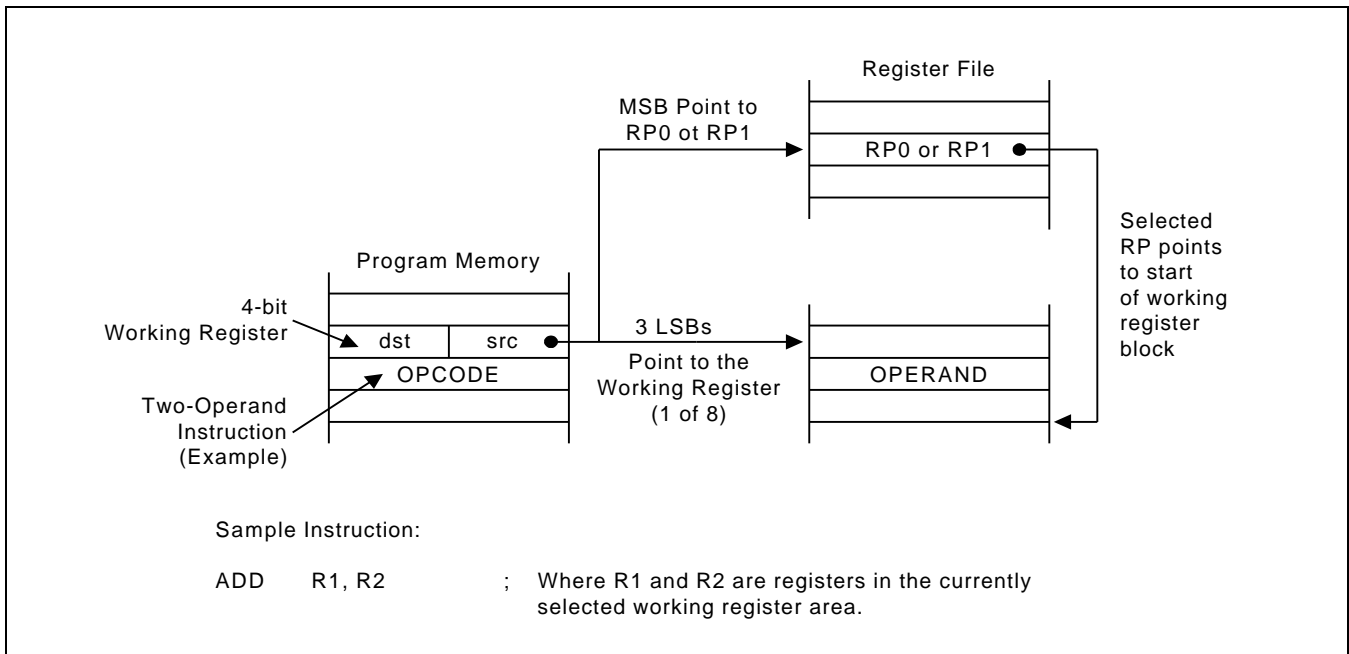 Register File
MSB Point to
RP0 ot RP1
RP0 or RP1
Selected
RP points
to start
of working
register
block
Program Memory
4-bit
Working Register
dst src
3 LSBs
Point to the
Working Register
(1 of 8)
OPCODE
OPERAND
Two-Operand
Instruction
(Example)
Sample Instruction:
ADD R1, R2 ; Where R1 and R2 are registers in the currently
selected working register area.